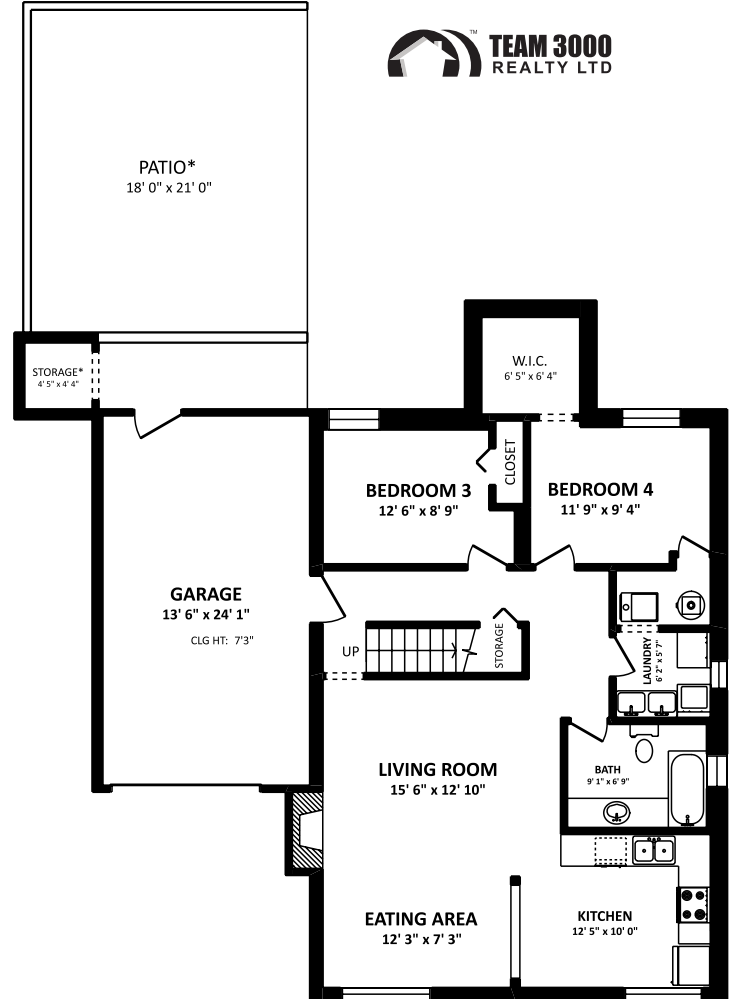 TEAM 3000
REALTY LTD
TM
PATIO*
18' 0" x 21' 0"
STORAGE*
4' 5" x 4' 4"
W.I.C.
6' 5" x 6' 4"
CLOSET
BEDROOM 3
12' 6" x 8' 9"
BEDROOM 4
11' 9" x 9' 4"
GARAGE
13' 6" x 24' 1"
CLG HT: 7'3"
UP
STORAGE
LAUNDRY
6' 2" x 5' 7"
LIVING ROOM
15' 6" x 12' 10"
BATH
9' 1" x 6' 9"
EATING AREA
12' 3" x 7' 3"
KITCHEN
12' 5" x 10' 0"